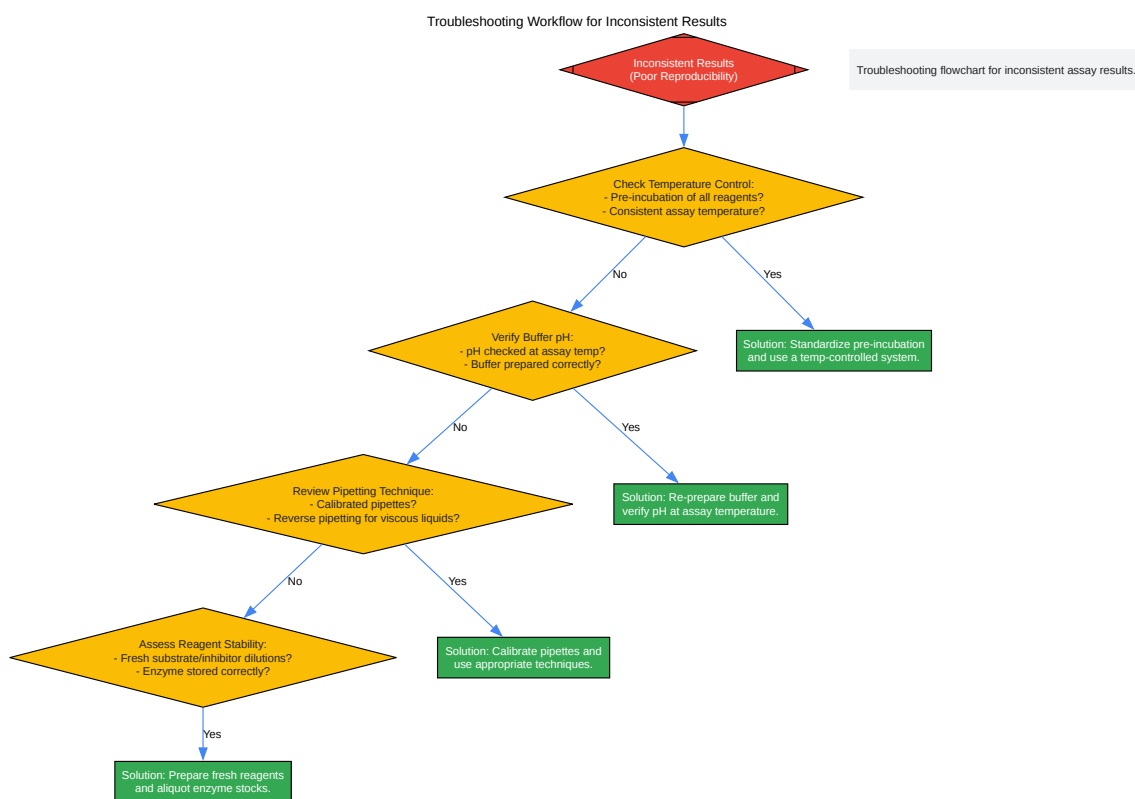 Troubleshooting Workflow for Inconsistent Results
Inconsistent Results
(Poor Reproducibility)
Troubleshooting flowchart for inconsistent assay results.
Check Temperature Control:
- Pre-incubation of all reagents?
- Consistent assay temperature?
No
Yes
Verify Buffer pH:
- pH checked at assay temp?
- Buffer prepared correctly?
Solution: Standardize pre-incubation
and use a temp-controlled system.
No
Yes
Review Pipetting Technique:
- Calibrated pipettes?
- Reverse pipetting for viscous liquids?
Solution: Re-prepare buffer and
verify pH at assay temperature.
No
Yes
Assess Reagent Stability:
- Fresh substrate/inhibitor dilutions?
- Enzyme stored correctly?
Solution: Calibrate pipettes and
use appropriate techniques.
Yes
Solution: Prepare fresh reagents
and aliquot enzyme stocks.